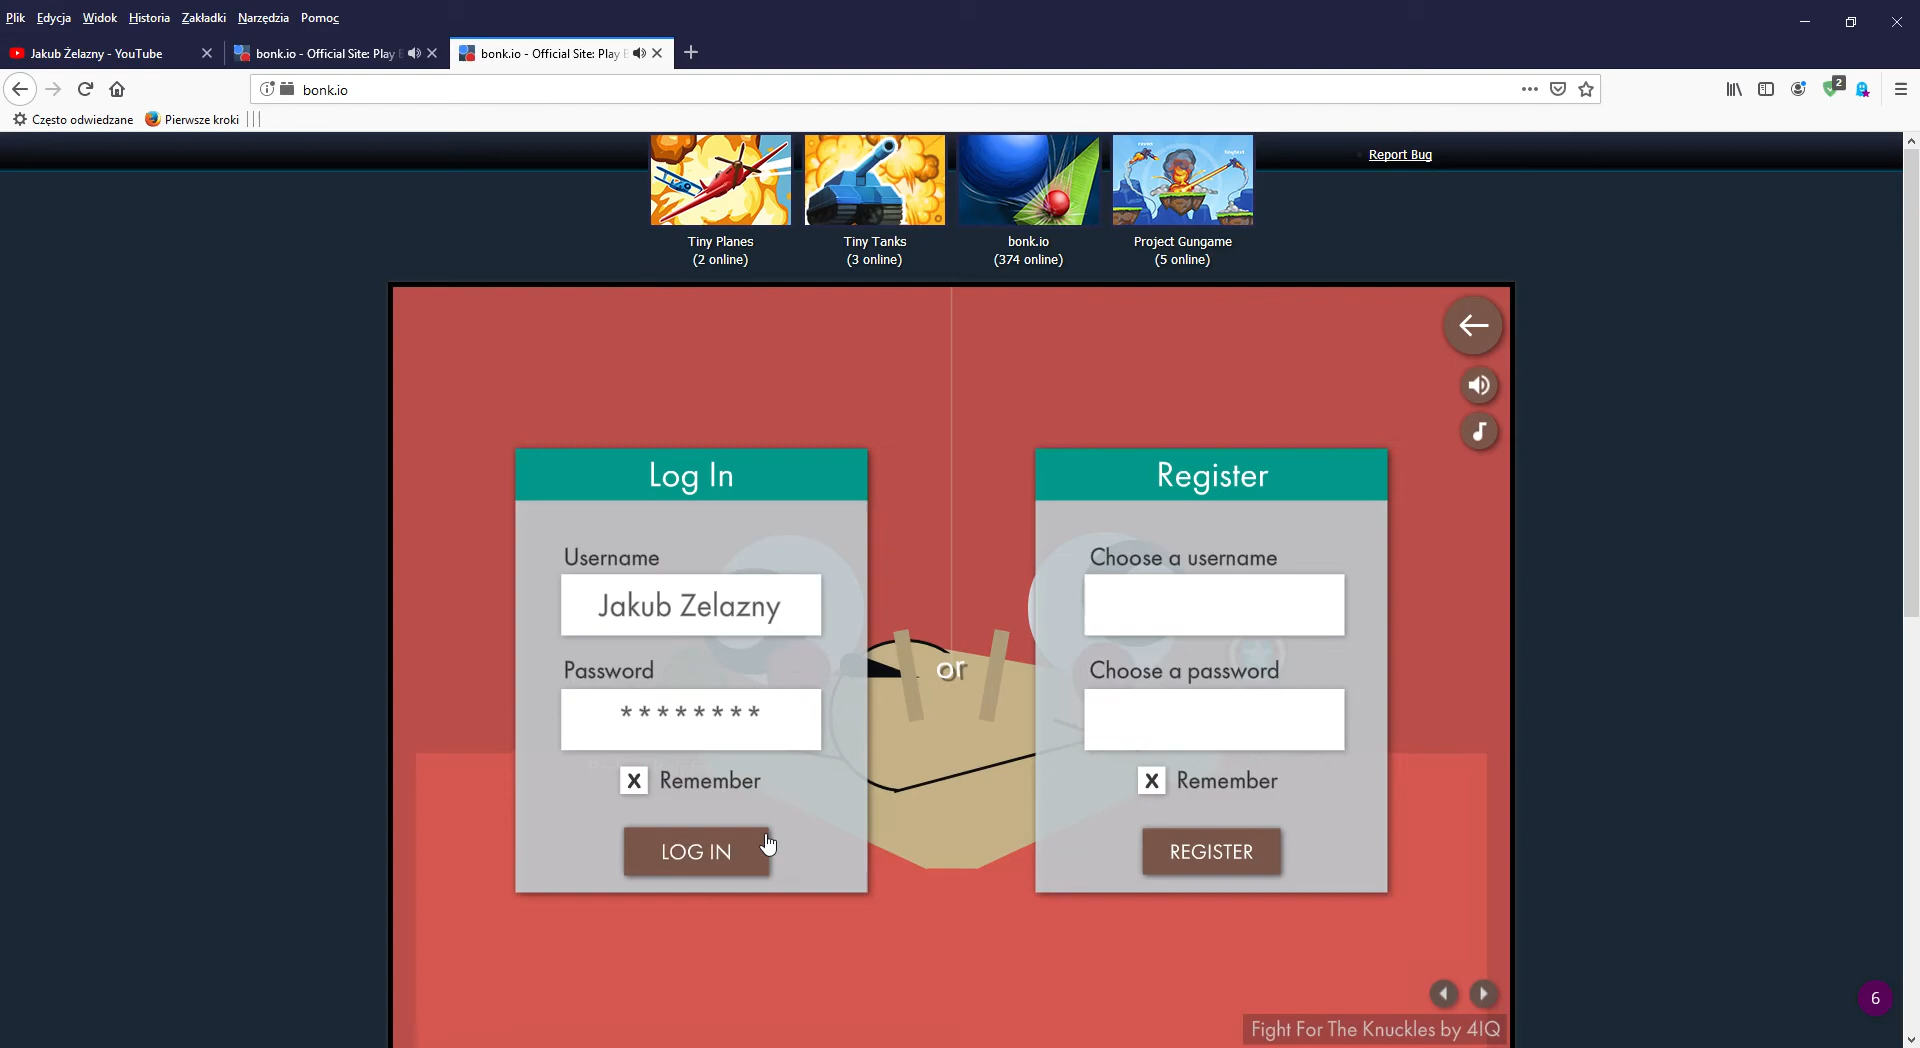 Plik Edycja Widok Historia Zakładki Narzędzia Pomoc
Jakub Żelazny - YouTube
bonk.io - Official Site: Play
bonk.io - Official Site: Play
bonk.io
2
Często odwiedzane Pierwsze kroki
Report Bug
Tiny Planes
(2 online)
Tiny Tanks
(3 online)
bonk.io
(374 online)
Project Gungame
(5 online)
Log In
Username
Jakub Zelazny
Password
********
X Remember
LOG IN
or
Register
Choose a username
Choose a password
X Remember
REGISTER
6
Fight For The Knuckles by 4IQ